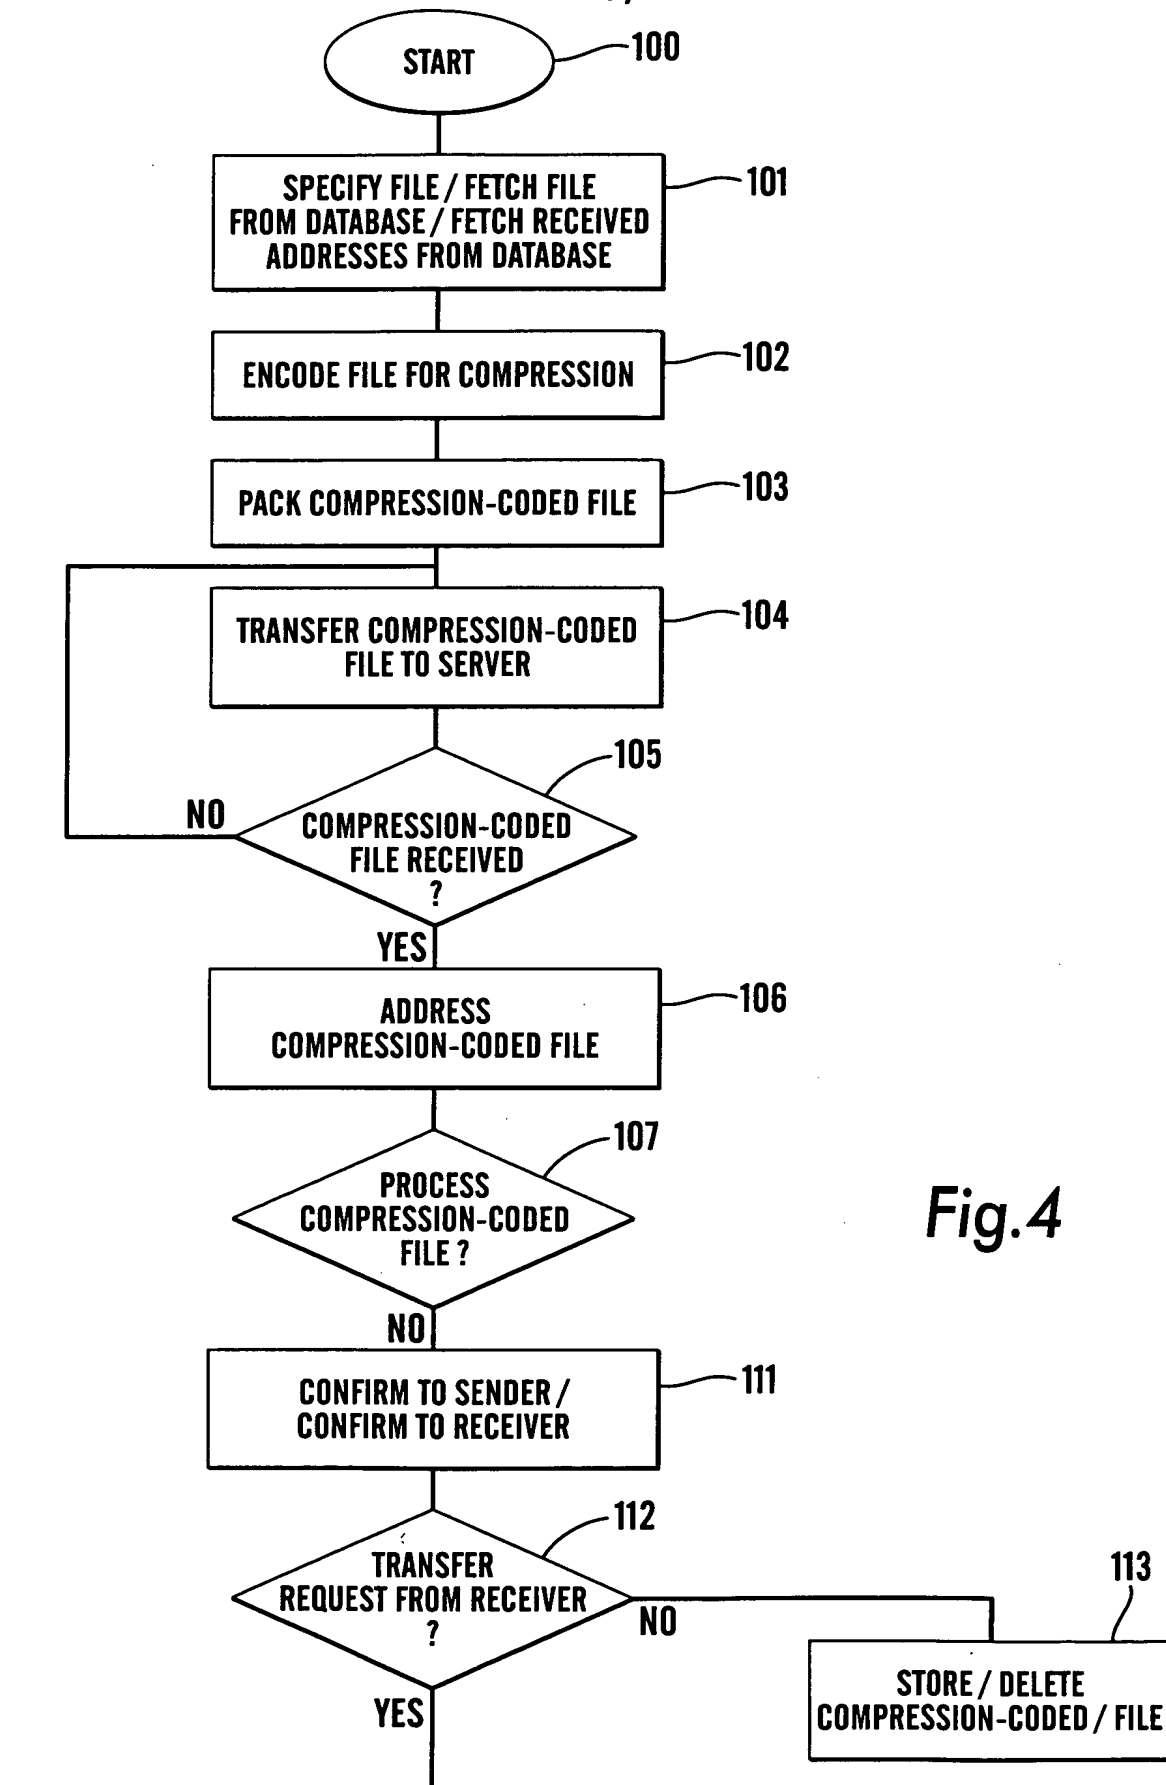 START
100
SPECIFY FILE / FETCH FILE
FROM DATABASE / FETCH RECEIVED
ADDRESSES FROM DATABASE
101
ENCODE FILE FOR COMPRESSION
102
PACK COMPRESSION-CODED FILE
103
TRANSFER COMPRESSION-CODED
FILE TO SERVER
104
105
NO
COMPRESSION-CODED
FILE RECEIVED
?
YES
ADDRESS
COMPRESSION-CODED FILE
106
107
PROCESS
COMPRESSION-CODED
FILE ?
Fig.4
NO
CONFIRM TO SENDER /
CONFIRM TO RECEIVER
111
112
TRANSFER
REQUEST FROM RECEIVER
?
NO
113
STORE / DELETE
COMPRESSION-CODED / FILE
YES